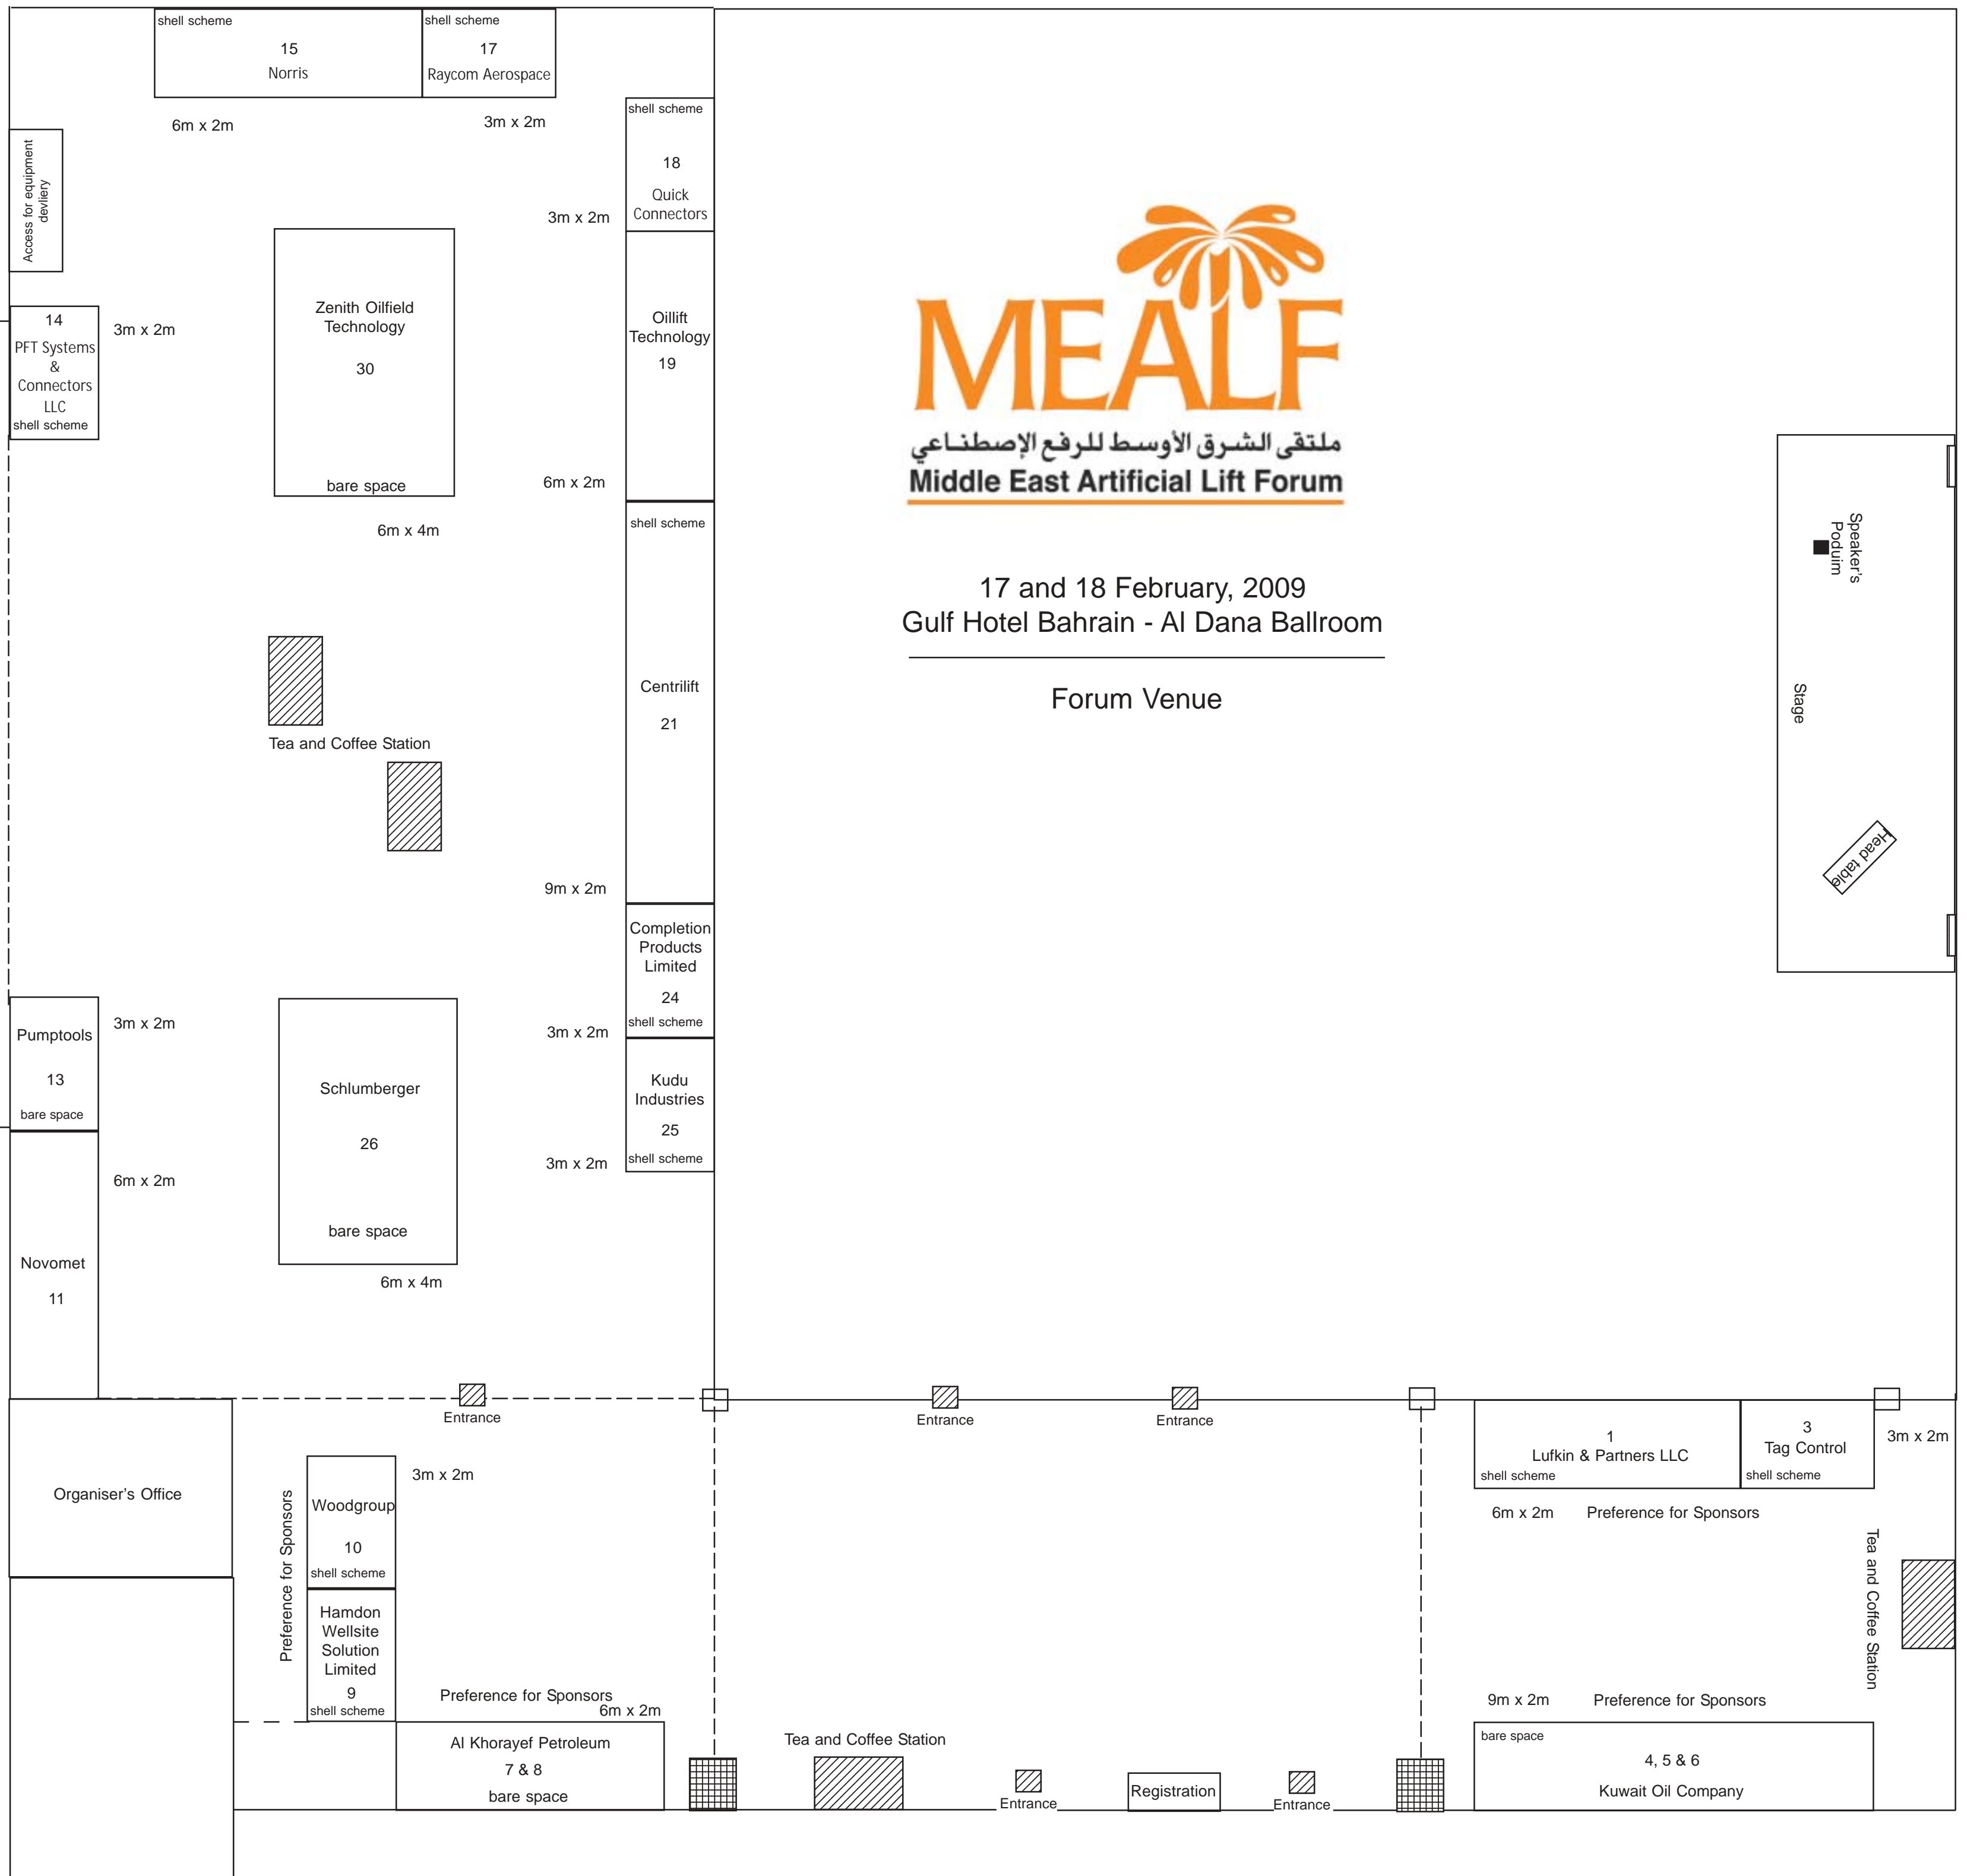 shell scheme
15
Norris
shell scheme
17
Raycom Aerospace
6m x 2m
3m x 2m
Access for equipment
devliery
shell scheme
18
Quick
Connectors
3m x 2m
14
PFT Systems
&
Connectors
LLC
shell scheme
3m x 2m
Zenith Oilfield
Technology
30
bare space
6m x 4m
Oillift
Technology
19
6m x 2m
MEALF
ملتقى الشرق الأوسط للرفع الإصطناعي
Middle East Artificial Lift Forum
17 and 18 February, 2009
Gulf Hotel Bahrain - Al Dana Ballroom
Forum Venue
Speaker's
Poduim
Stage
Head table
shell scheme
Centrilift
21
9m x 2m
Tea and Coffee Station
Completion
Products
Limited
24
shell scheme
3m x 2m
Kudu
Industries
25
shell scheme
3m x 2m
Pumptools
13
bare space
3m x 2m
Novomet
11
6m x 2m
Schlumberger
26
bare space
6m x 4m
Entrance
Entrance
Entrance
Organiser's Office
Preference for Sponsors
Woodgroup
10
shell scheme
3m x 2m
Hamdon
Wellsite
Solution
Limited
9
shell scheme
Preference for Sponsors
6m x 2m
Al Khorayef Petroleum
7 & 8
bare space
Tea and Coffee Station
Entrance
Registration
Entrance
1
Lufkin & Partners LLC
shell scheme
3
Tag Control
shell scheme
3m x 2m
6m x 2m Preference for Sponsors
Tea and Coffee Station
9m x 2m Preference for Sponsors
bare space
4, 5 & 6
Kuwait Oil Company